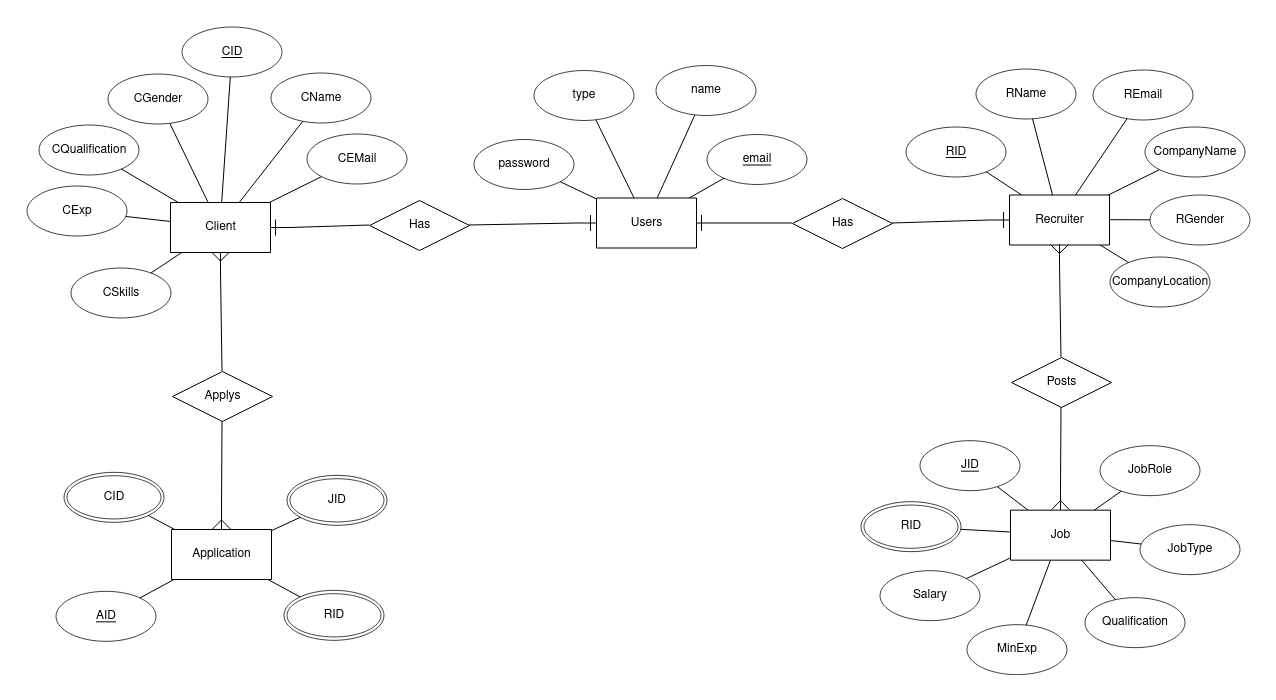 CID
CGender
CName
CQualification
CEMail
CExp
Client
CSkills
Has
type
name
password
email
Users
Has
RName
REmail
RID
CompanyName
Recruiter
RGender
CompanyLocation
Applys
Posts
CID
JID
Application
AID
RID
JID
JobRole
RID
Job
JobType
Salary
Qualification
MinExp